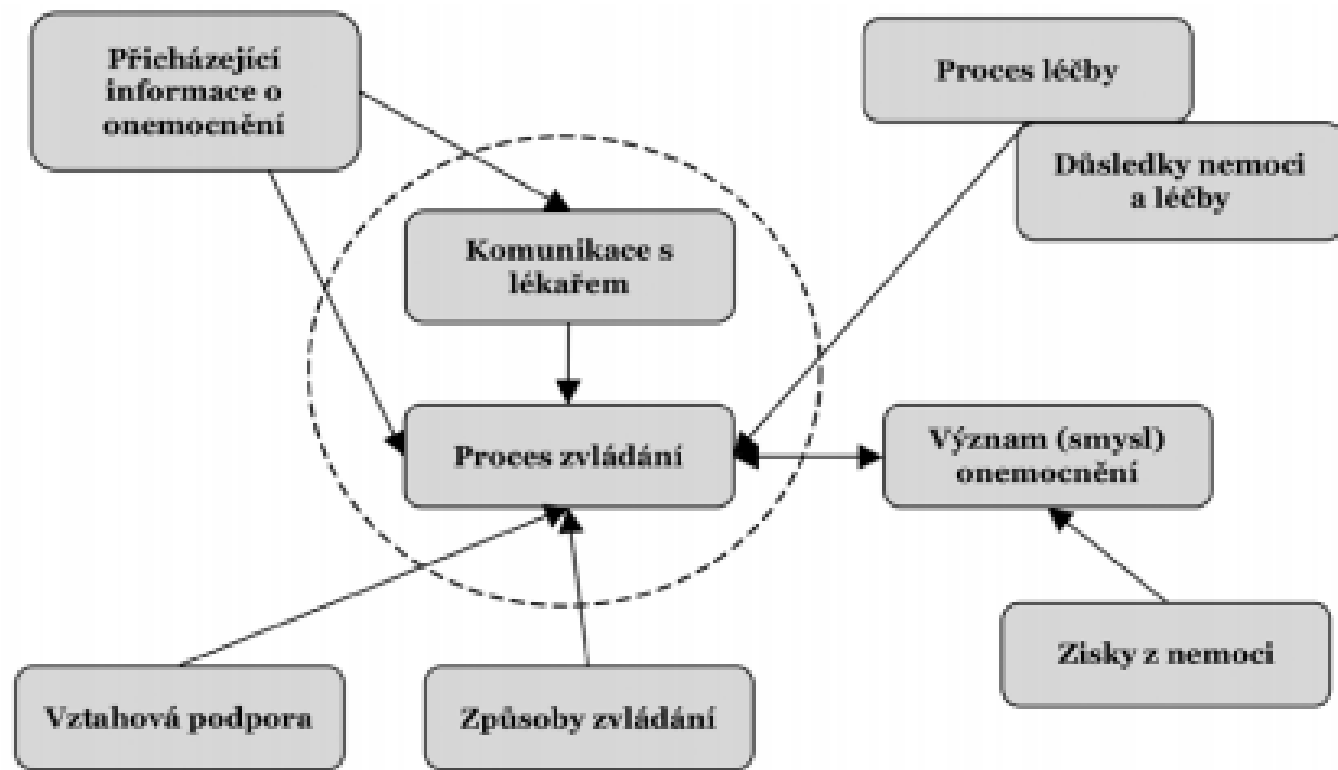 Přicházející
informace o
onemocnění
Proces léčby
Důsledky nemoci
a léčby
Komunikace s
lékařem
Proces zvládání
Význam (smysl)
onemocnění
Zisky z nemoci
Vztahová podpora
Způsoby zvládání